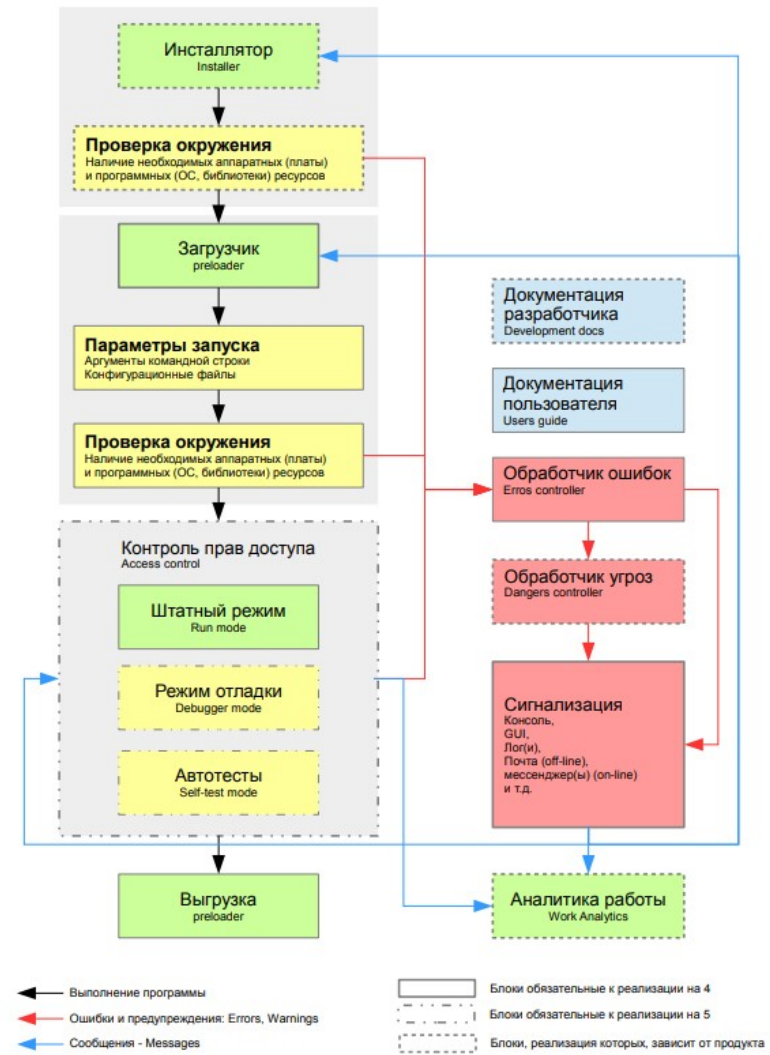 Инсталлятор
Installer
Проверка окружения
Наличие необходимых аппаратных (платы)
и программных (ОС, библиотеки) ресурсов
Загрузчик
preloader
Параметры запуска
Аргументы командной строки
Конфигурационные файлы
Проверка окружения
Наличие необходимых аппаратных (платы)
и программных (ОС, библиотеки) ресурсов
Контроль прав доступа
Access control
Штатный режим
Run mode
Режим отладки
Debugger mode
Автотесты
Self-test mode
Выгрузка
preloader
Документация
разработчика
Development docs
Документация
пользователя
Users guide
Обработчик ошибок
Erros controller
Обработчик угроз
Dangers controller
Сигнализация
Консоль,
GUI,
Лог(и),
Почта (off-line),
мессенджер(ы) (on-line)
и т.д.
Аналитика работы
Work Analytics
Выполнение программы
Ошибки и предупреждения: Errors, Warnings
Сообщения - Messages
Блоки обязательные к реализации на 4
Блоки обязательные к реализации на 5
Блоки, реализация которых, зависит от продукта